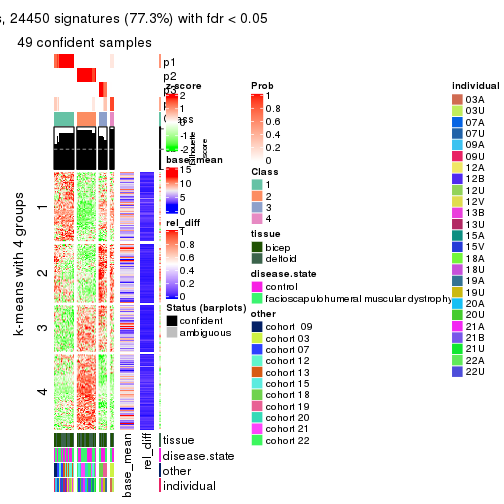 s, 24450 signatures (77.3%) with fdr < 0.05
49 confident samples
p1
p2
p3
p4
Class
Silhouette
score
k-means with 4 groups
1
2
3
4
base_mean
rel_diff
tissue
disease.state
other
individual
z-score
2
1
0
-1
-2
base_mean
15
10
5
0
rel_diff
1
0.8
0.6
0.4
0.2
0
Status (barplots)
confident
ambiguous
Prob
1
0.8
0.6
0.4
0.2
0
Class
1
2
3
4
tissue
bicep
deltoid
disease.state
control
facioscapulohumeral muscular dystrophy
other
cohort 09
cohort 03
cohort 07
cohort 12
cohort 13
cohort 15
cohort 18
cohort 19
cohort 20
cohort 21
cohort 22
individual
03A
03U
07A
07U
09A
09U
12A
12B
12U
12V
13B
13U
15A
15V
18A
18U
19A
19U
20A
20U
21A
21B
21U
22A
22U